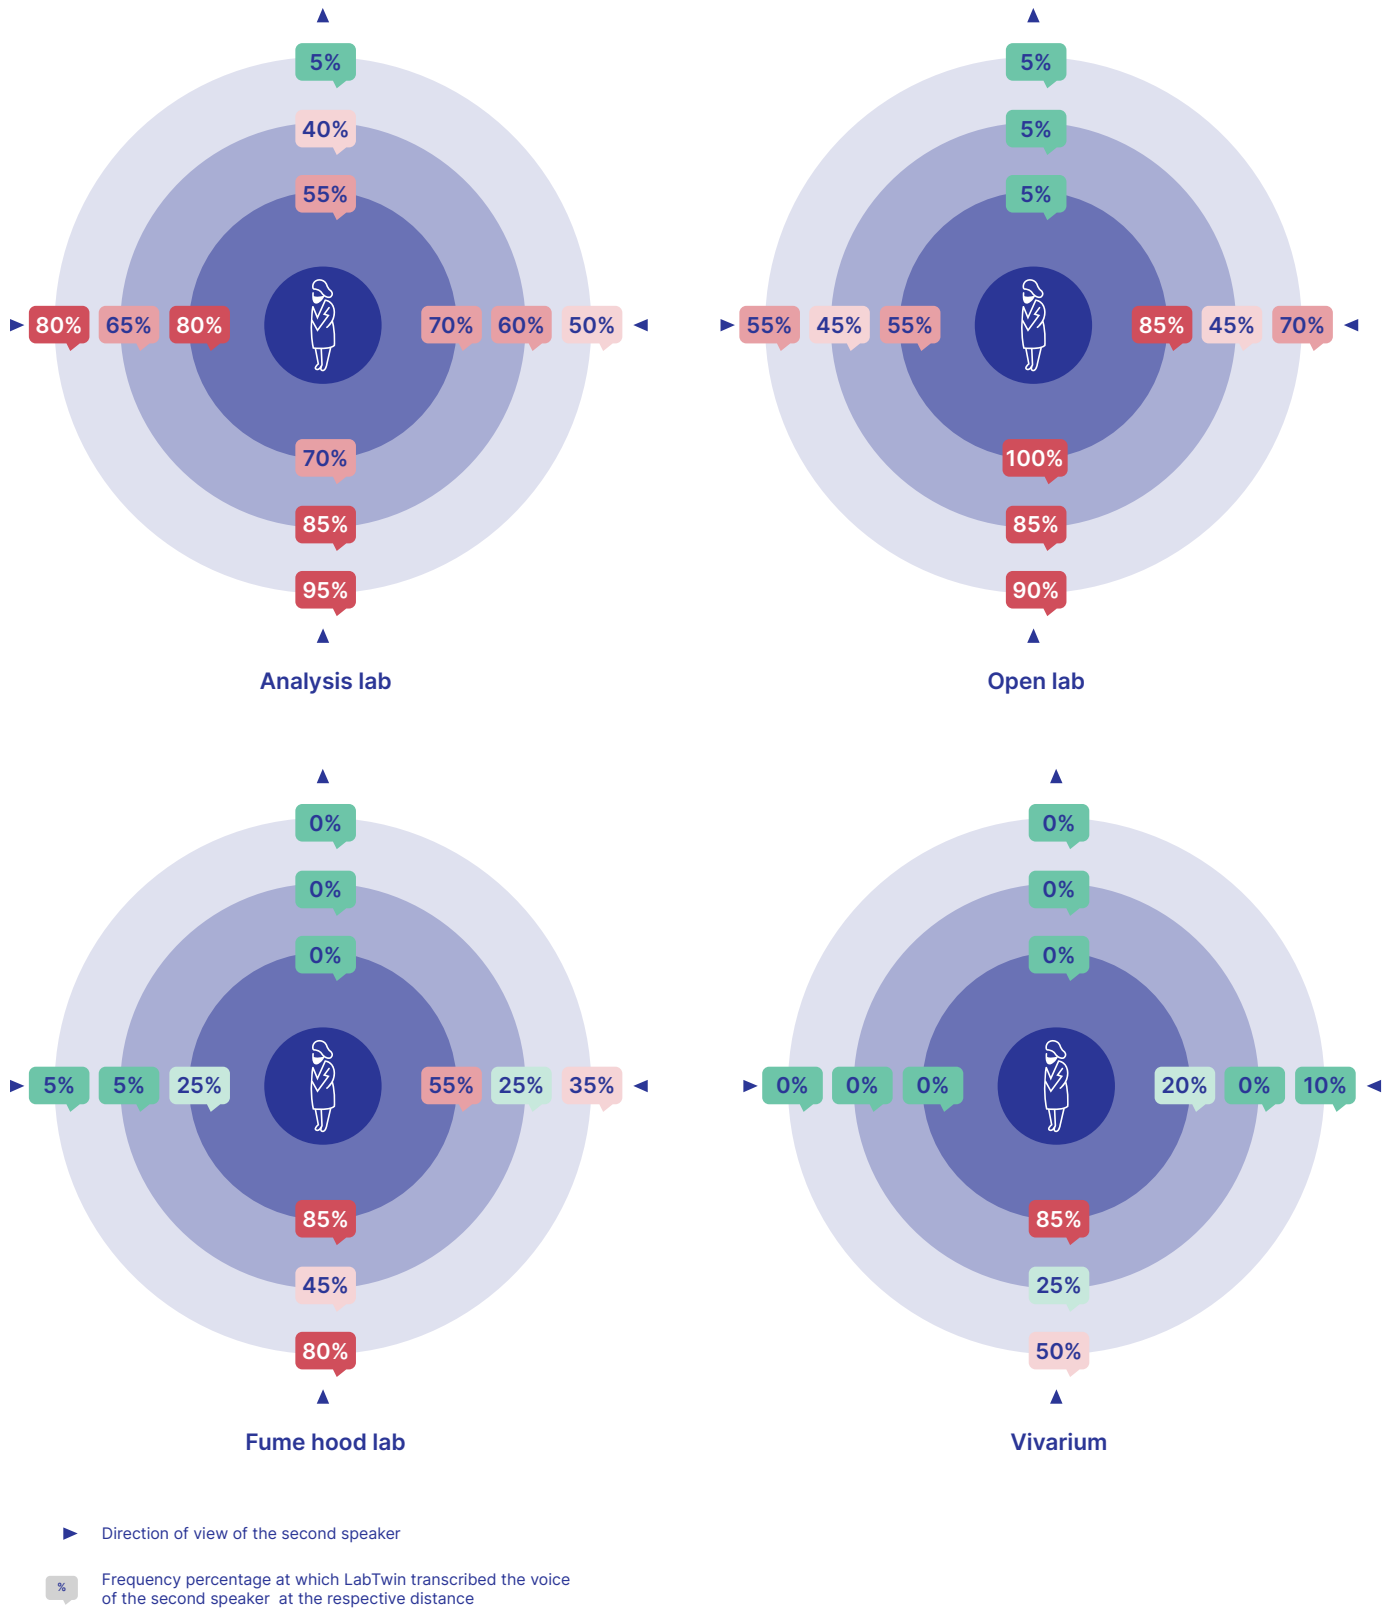 5%
5%
40%
5%
55%
5%
80% 65% 80% 70% 60% 50%
55% 45% 55% 85% 45% 70%
70%
100%
85%
85%
95%
90%
Analysis lab
Open lab
0%
0%
0%
0%
0%
0%
5% 5% 25% 55% 25% 35%
0% 0% 0% 20% 0% 10%
85%
85%
45%
25%
80%
50%
Fume hood lab
Vivarium
Direction of view of the second speaker
%
Frequency percentage at which LabTwin transcribed the voice
of the second speaker at the respective distance